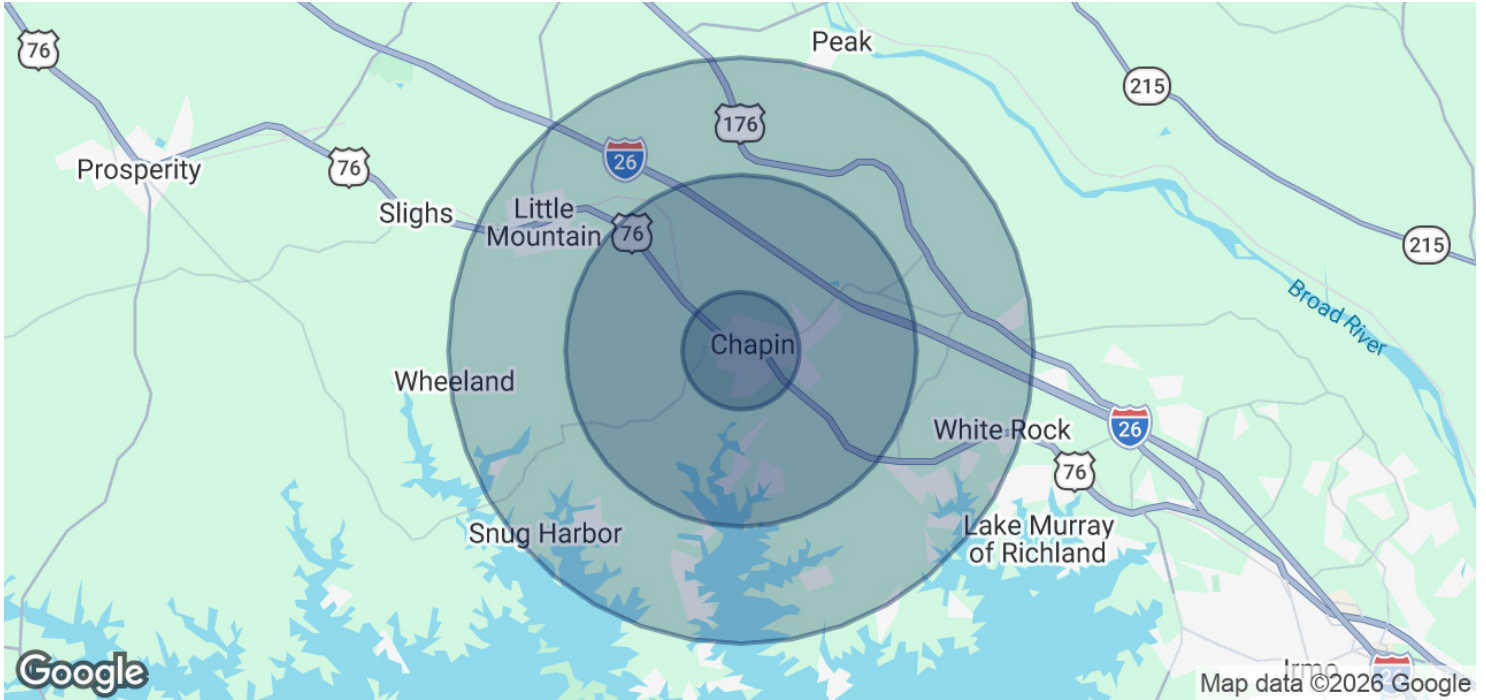 Peak
76
176
215
26
Prosperity
76
Slighs
Little
Mountain
76
215
Broad River
Chapin
Wheeland
White Rock
26
76
Snug Harbor
Lake Murray
of Richland
Irmo
26
Google
Map data ©2026 Google